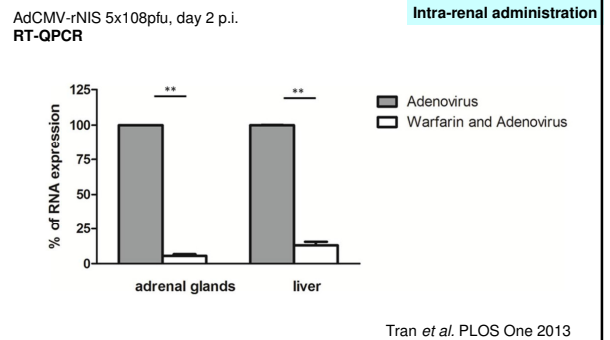 AdCMV-rNIS 5x108pfu, day 2 p.i.
RT-QPCR
Intra-renal administration
125
100
75
50
25
0
% of RNA expression
**
**
adrenal glands
liver
Adenovirus
Warfarin and Adenovirus
Tran et al. PLOS One 2013